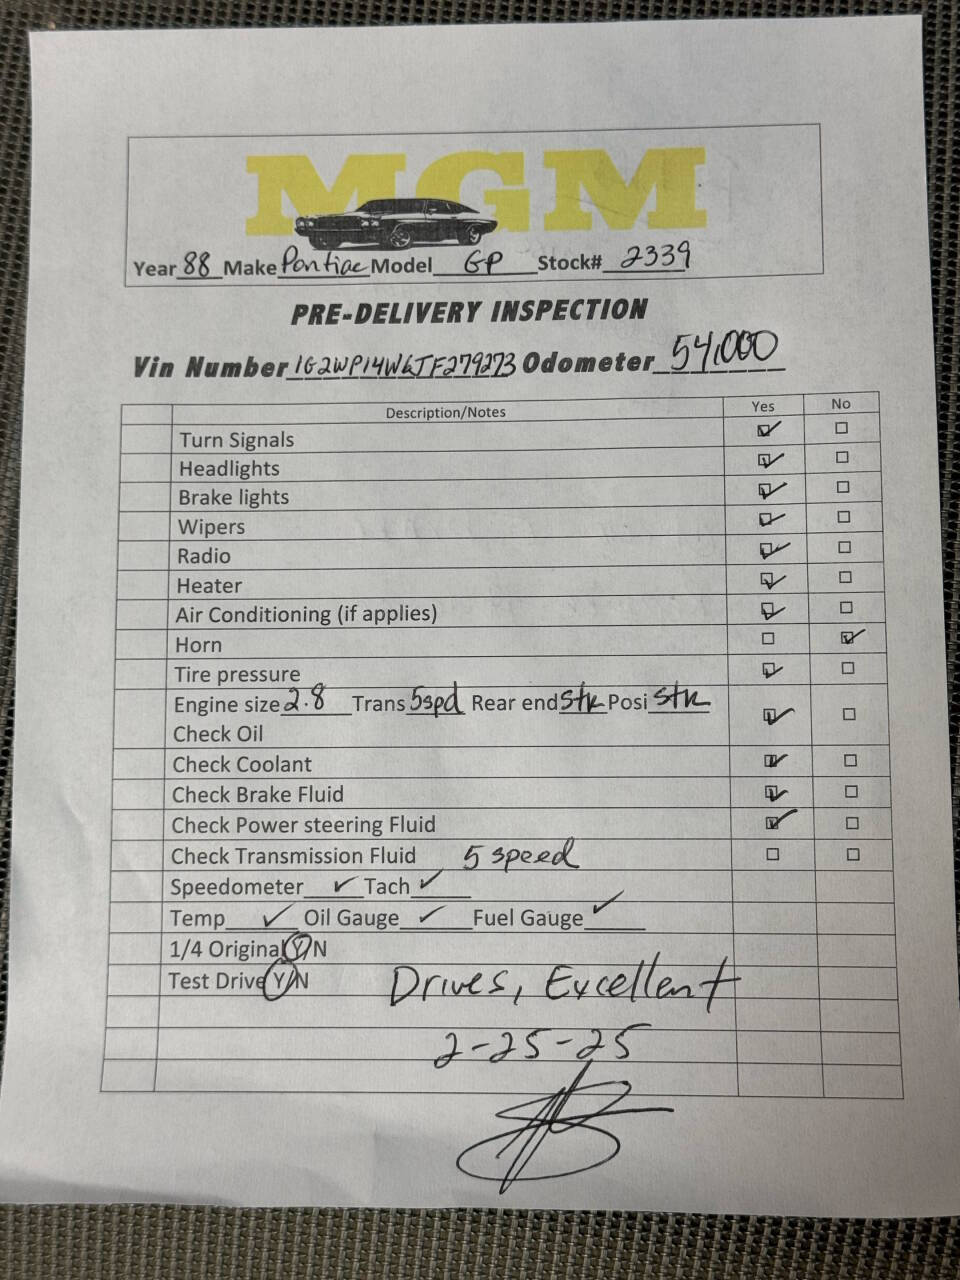 MGM
Year 88 Make Pontiac Model GP Stock# 2339
PRE-DELIVERY INSPECTION
Vin Number 1G2WP14W6JF279273 Odometer 54,000
Description/Notes Yes No
Turn Signals
Headlights
Brake lights
Wipers
Radio
Heater
Air Conditioning (if applies)
Horn
Tire pressure
Engine size 2.8 Trans 5spd Rear end stk Posi stk
Check Oil
Check Coolant
Check Brake Fluid
Check Power steering Fluid
Check Transmission Fluid 5 speed
Speedometer Tach
Temp Oil Gauge Fuel Gauge
1/4 Original Y/N
Test Drive Y/N Drives, Excellent
2-25-25